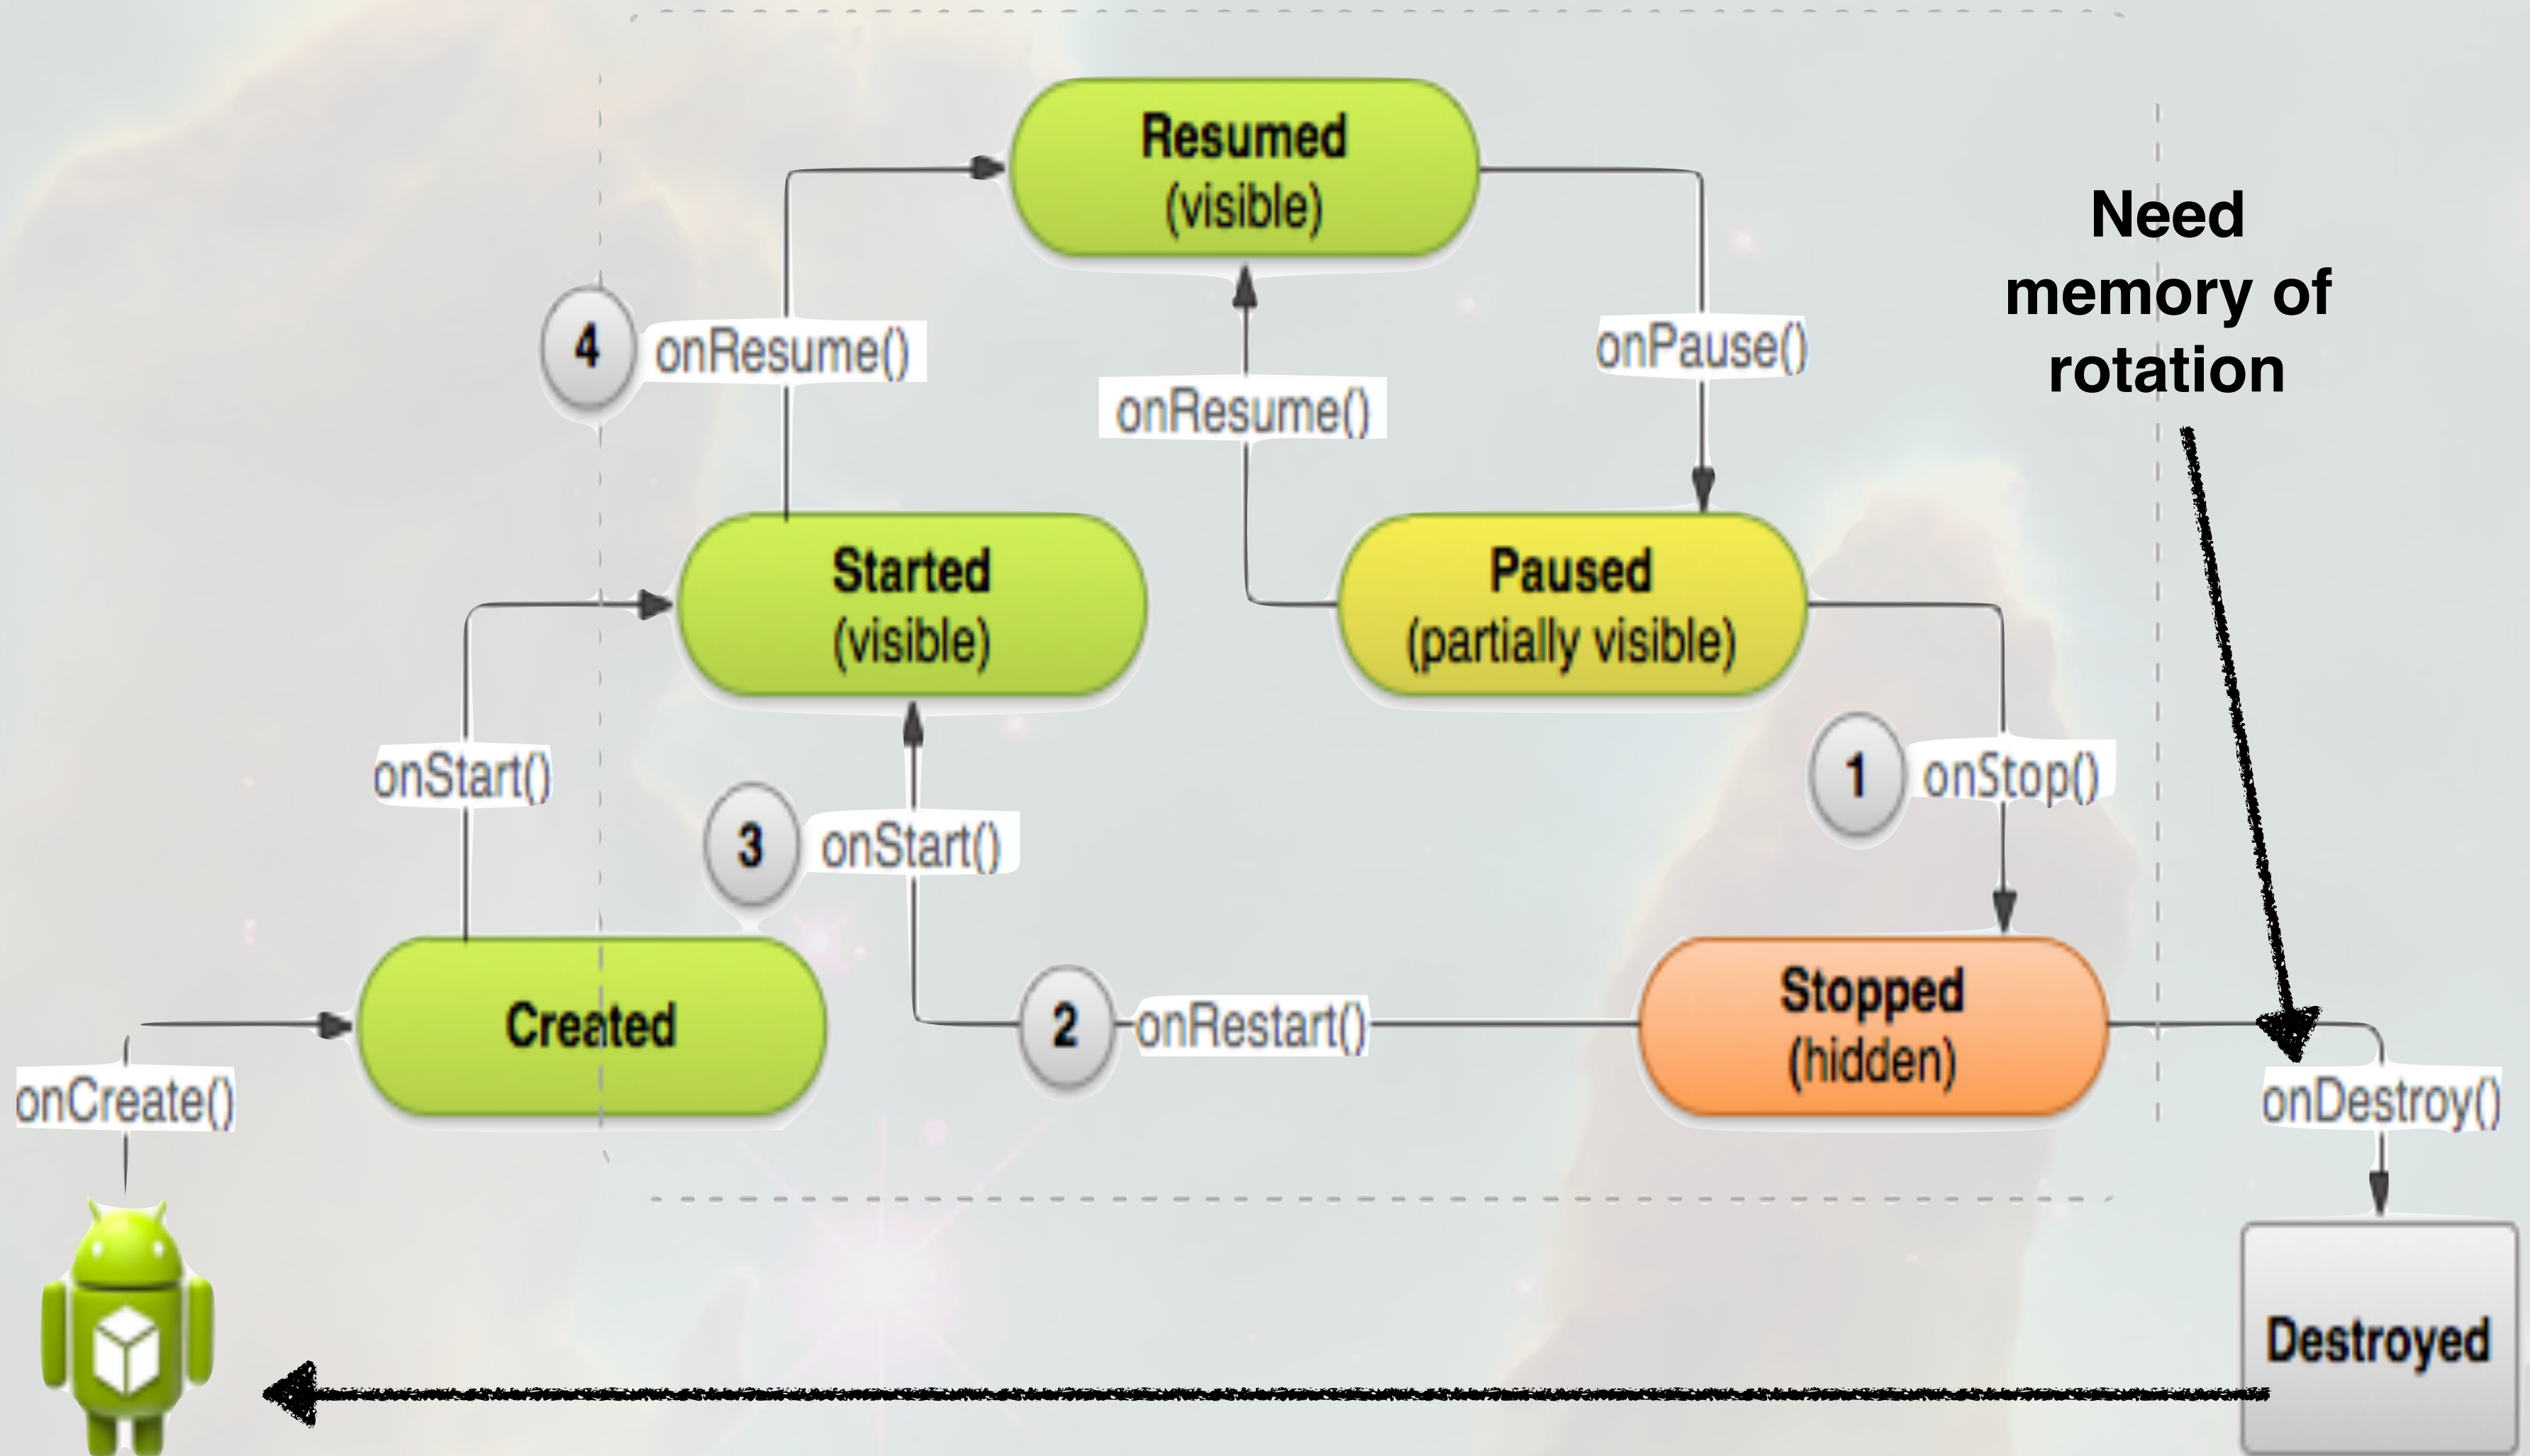 Resumed
(visible)
Need
memory of
rotation
4
onResume()
onPause()
onResume()
Started
(visible)
Paused
(partially visible)
onStart()
1
onStop()
3
onStart()
Created
2
onRestart()
Stopped
(hidden)
onCreate()
onDestroy()
Destroyed